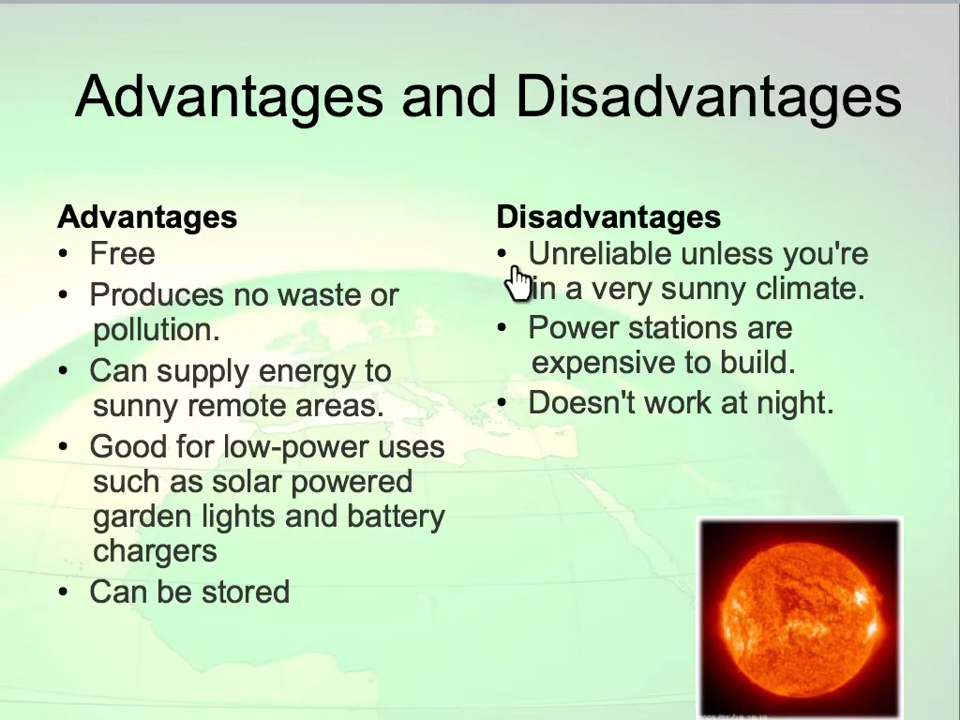 Advantages and Disadvantages
Advantages
• Free
• Produces no waste or
pollution.
• Can supply energy to
sunny remote areas.
• Good for low-power uses
such as solar powered
garden lights and battery
chargers
• Can be stored
Disadvantages
• Unreliable unless you're
in a very sunny climate.
• Power stations are
expensive to build.
• Doesn't work at night.